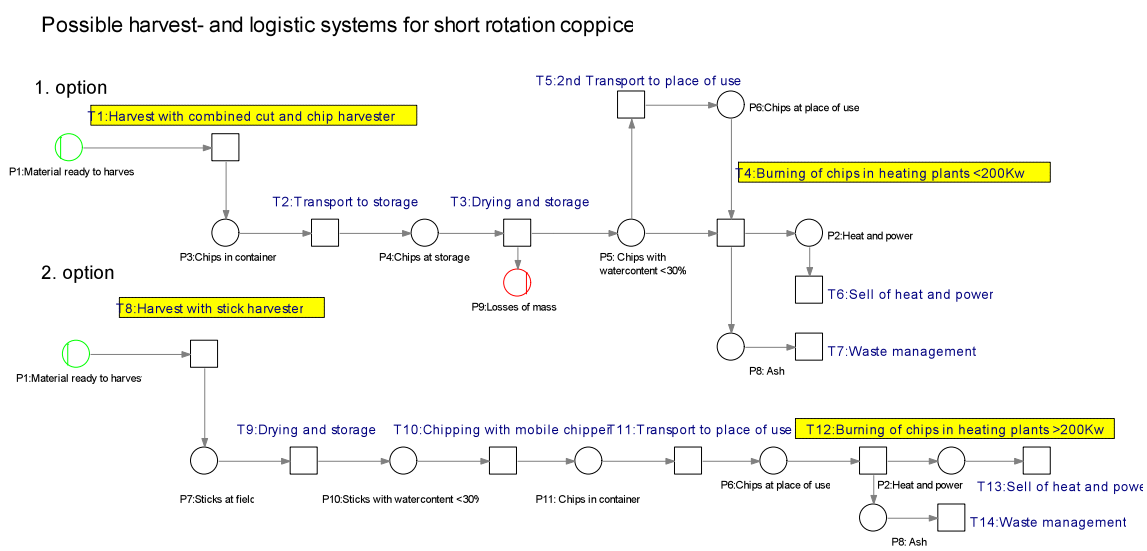 Possible harvest- and logistic systems for short rotation coppice
1. option
T1:Harvest with combined cut and chip harvester
T5:2nd Transport to place of use
P6:Chips at place of use
P1:Material ready to harves
T4:Burning of chips in heating plants <200Kw
T2:Transport to storage
T3:Drying and storage
P3:Chips in container
P4:Chips at storage
P5: Chips with
watercontent <30%
P2:Heat and power
P9:Losses of mass
T6:Sell of heat and power
2. option
T8:Harvest with stick harvester
P1:Material ready to harves
T7:Waste management
P8: Ash
T9:Drying and storage
T10:Chipping with mobile chipper
T11:Transport to place of use
T12:Burning of chips in heating plants >200Kw
P7:Sticks at field
P10:Sticks with watercontent <30%
P11: Chips in container
P6:Chips at place of use
P2:Heat and power
T13:Sell of heat and powe
T14:Waste management
P8: Ash